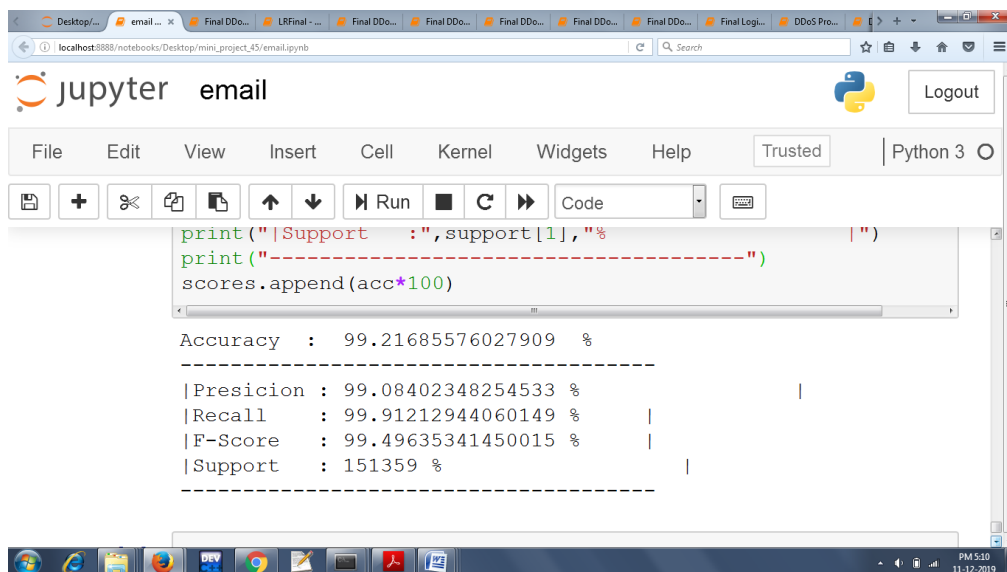 Desktop/...
email ...
Final DDo...
LRFinal - ...
Final DDo...
Final DDo...
Final DDo...
Final DDo...
Final DDo...
Final Logi...
DDoS Pro...
localhost:8888/notebooks/Desktop/mini_project_45/email.ipynb
Search
jupyter email
Logout
File Edit View Insert Cell Kernel Widgets Help Trusted Python 3
Run Code
print("|Support   :",support[1],"%                    |")
print("--------------------------------------")
scores.append(acc*100)
Accuracy  :  99.21685576027909  %
--------------------------------------
|Presicion : 99.08402348254533 %                  |
|Recall    : 99.91212944060149 %     |
|F-Score   : 99.49635341450015 %     |
|Support   : 151359 %                    |
--------------------------------------
DEV
PM 5:10
11-12-2019